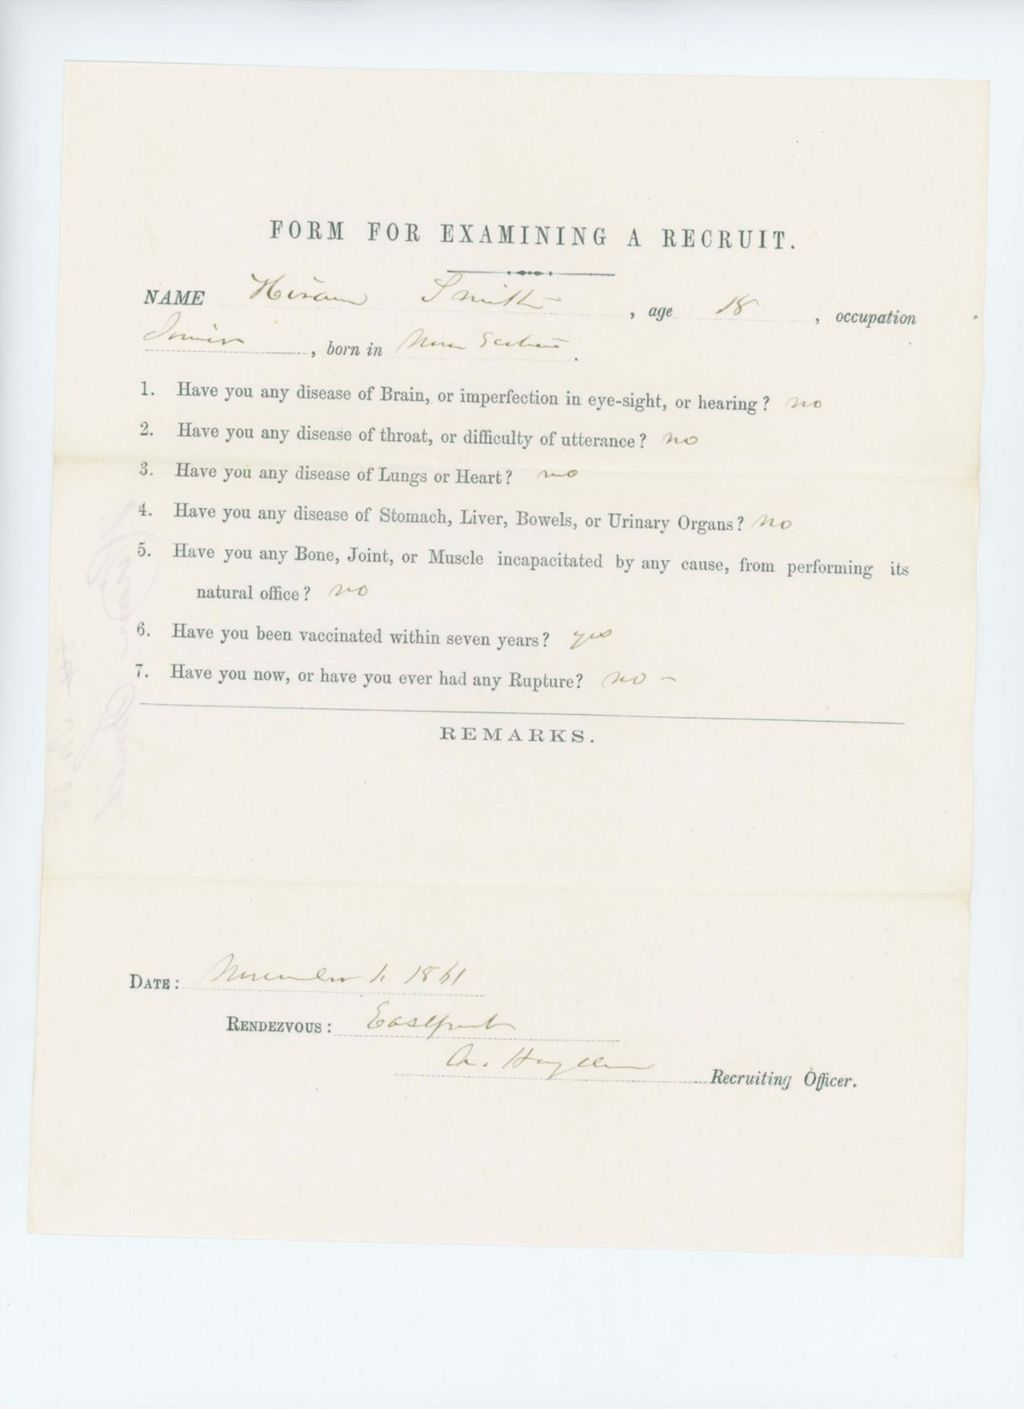 FORM FOR EXAMINING A RECRUIT.
NAME Hiram Smith, age 18, occupation
, born in Nova Scotia.
1. Have you any disease of Brain, or imperfection in eye-sight, or hearing? no
2. Have you any disease of throat, or difficulty of utterance? no
3. Have you any disease of Lungs or Heart? no
4. Have you any disease of Stomach, Liver, Bowels, or Urinary Organs? no
5. Have you any Bone, Joint, or Muscle incapacitated by any cause, from performing its
natural office? no
6. Have you been vaccinated within seven years? yes
7. Have you now, or have you ever had any Rupture? no -
REMARKS.
DATE: November 1, 1861
RENDEZVOUS: Eastport
A. Hayden
Recruiting Officer.